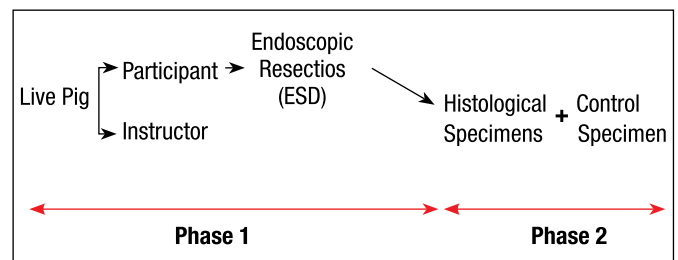 Live Pig
Participant
Instructor
Endoscopic
Resectios
(ESD)
Histological
Specimens
+
Control
Specimen
Phase 1
Phase 2